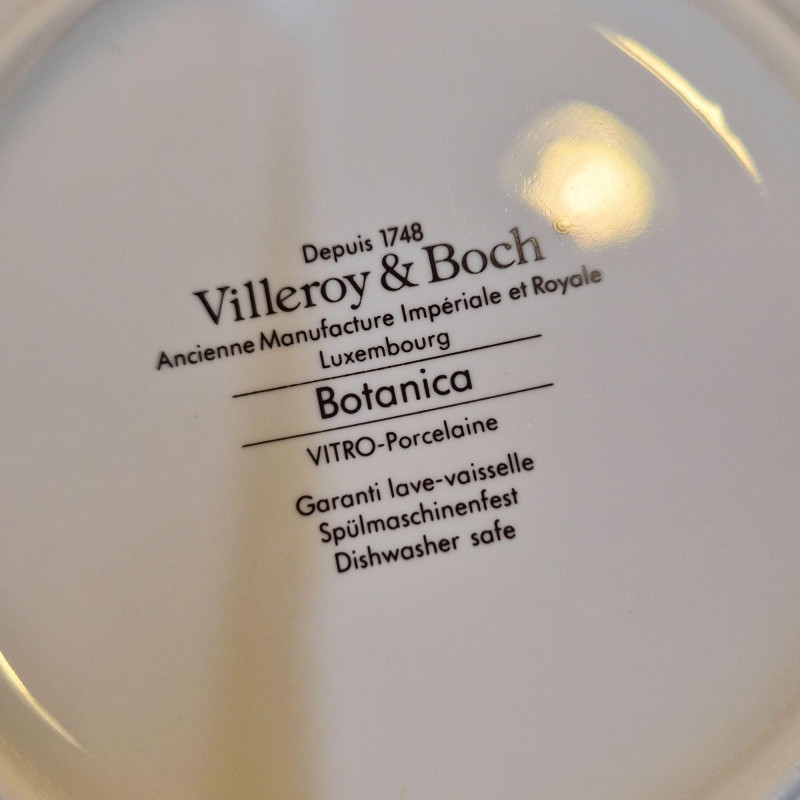 Depuis 1748
Villeroy & Boch
Ancienne Manufacture Impériale et Royale
Luxembourg
Botanica
VITRO-Porcelaine
Garanti lave-vaisselle
Spülmaschinenfest
Dishwasher safe